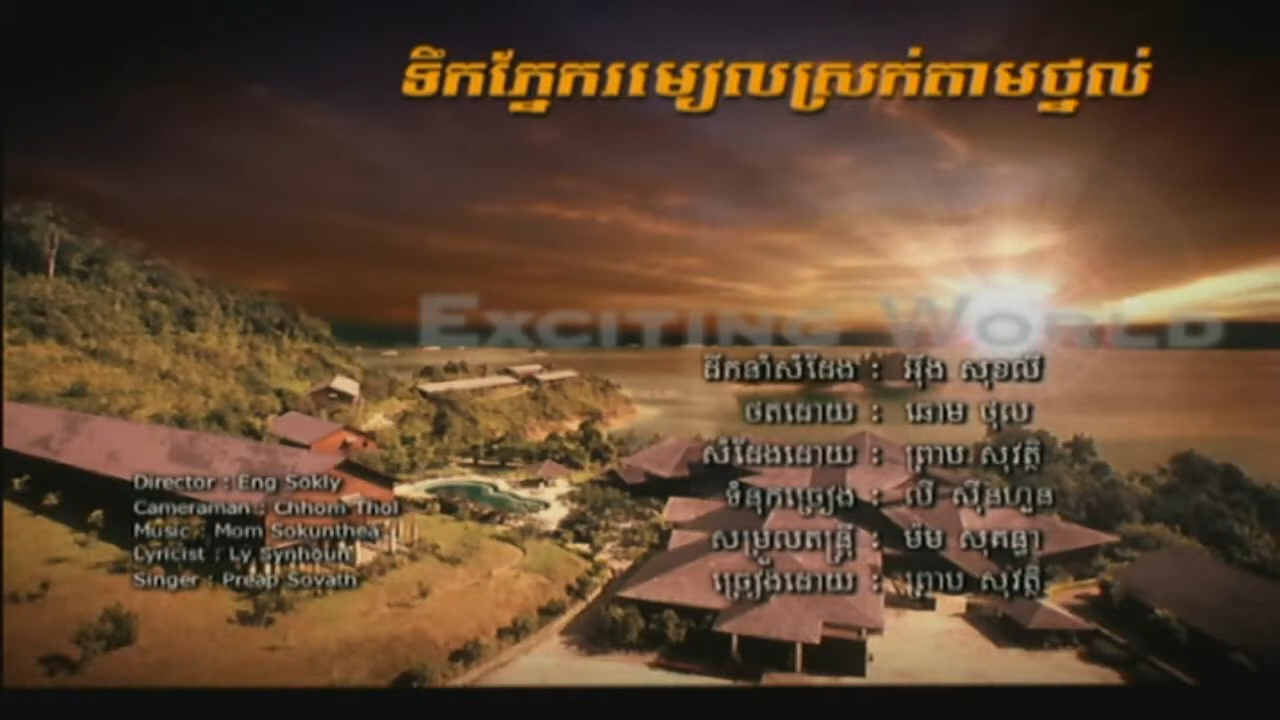 ទឹកភ្នែករមៀលស្រក់តាមថ្នល់
EXCITING WORLD
ដឹកនាំសំដែង : អ៊ឹង សុខលី
ថតដោយ : ឆោម ថុល
សំដែងដោយ : ព្រាប សុវត្ថិ
ទំនុកច្រៀង : លី ស៊ីនហួន
សម្រួលតន្ត្រី : ម៉ម សុគន្ធា
ច្រៀងដោយ : ព្រាប សុវត្ថិ
Director : Eng Sokly
Cameraman : Chhom Thol
Music : Mom Sokunthea
Lyricist : Ly Synhoun
Singer : Preap Sovath